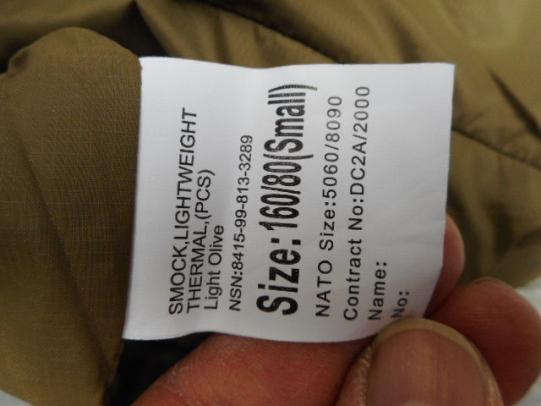 SMOCK,LIGHTWEIGHT
THERMAL,(PCS)
Light Olive
NSN:8415-99-813-3289
Size:160/80(Small)
NATO Size:5060/8090
Contract No:DC2A/2000
Name:
No: